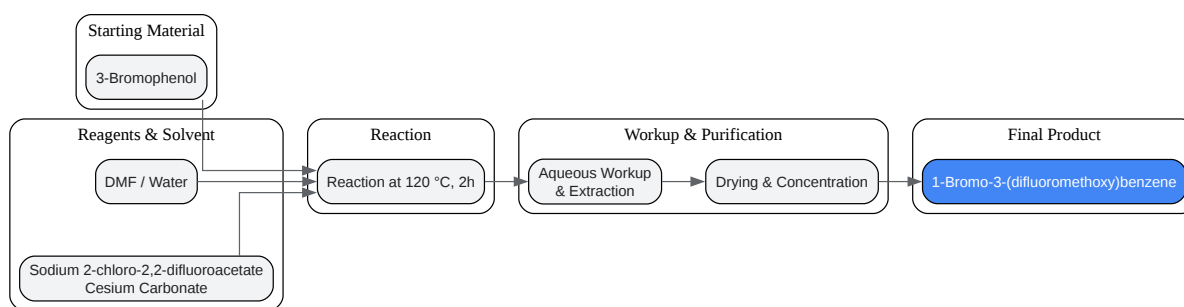 Starting Material
3-Bromophenol
Reagents & Solvent
DMF / Water
Sodium 2-chloro-2,2-difluoroacetate
Cesium Carbonate
Reaction
Reaction at 120 °C, 2h
Workup & Purification
Aqueous Workup
& Extraction
Drying & Concentration
Final Product
1-Bromo-3-(difluoromethoxy)benzene